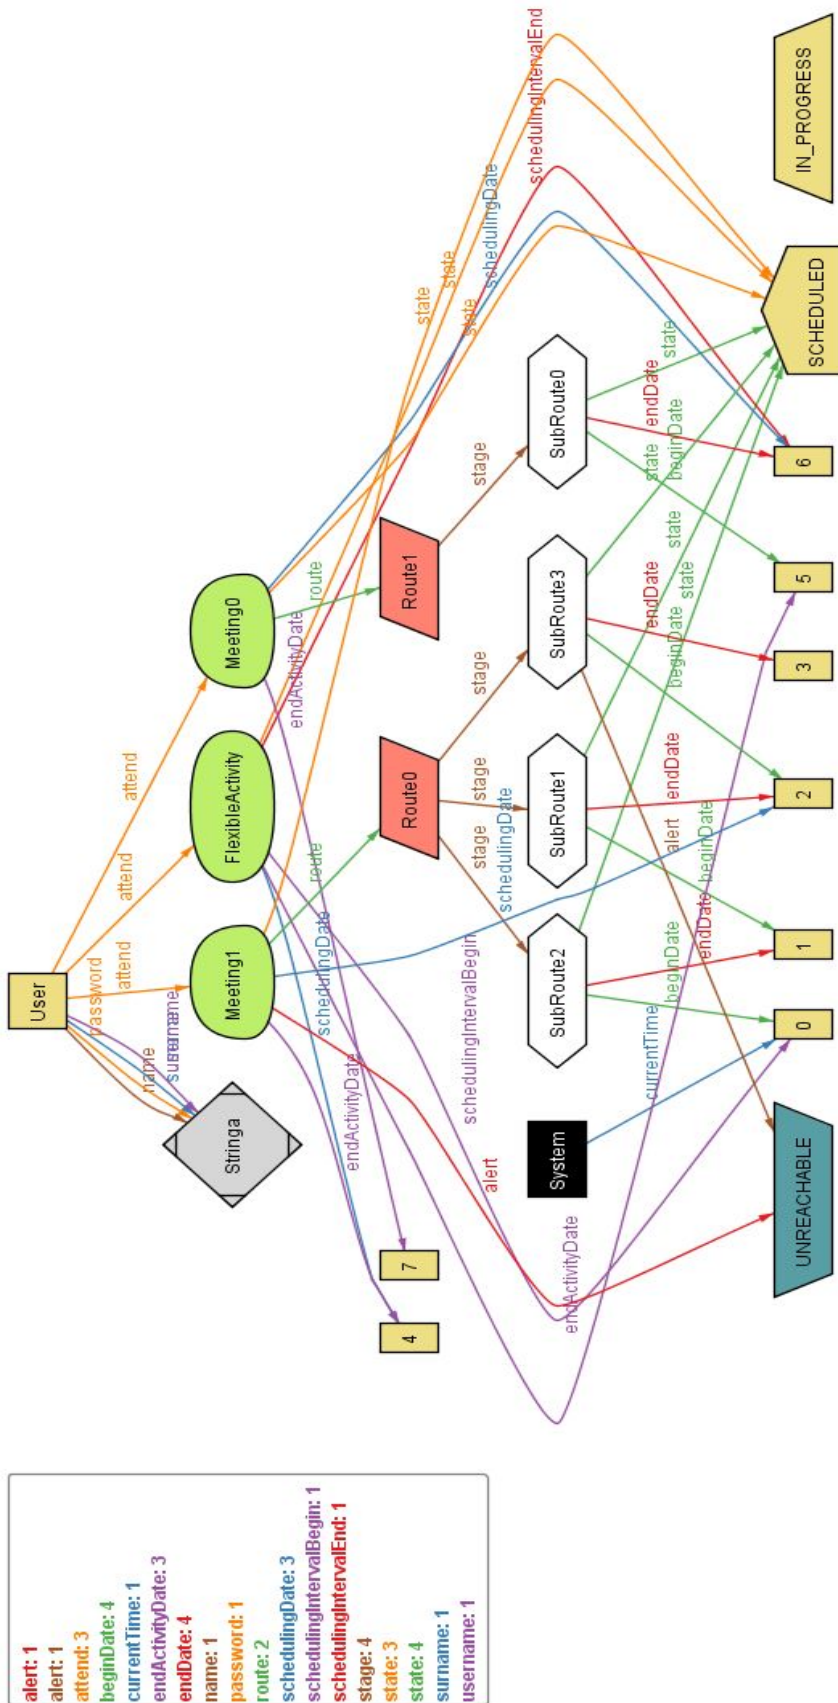 alert: 1
alert: 1
attend: 3
beginDate: 4
currentTime: 1
endActivityDate: 3
endDate: 4
name: 1
password: 1
route: 2
schedulingDate: 3
schedulingIntervalBegin: 1
schedulingIntervalEnd: 1
stage: 4
state: 3
state: 4
surname: 1
username: 1
User
password
name
surname
username
attend
attend
attend
Stringa
Meeting1
FlexibleActivity
Meeting0
endActivityDate
schedulingDate
route
endActivityDate
route
state
state
state
schedulingDate
4
7
Route0
Route1
alert
schedulingIntervalBegin
stage
schedulingDate
stage
stage
stage
schedulingIntervalEnd
System
SubRoute2
SubRoute1
SubRoute3
SubRoute0
endActivityDate
currentTime
beginDate
endDate
alert
beginDate
endDate
beginDate
state
endDate
state
state
beginDate
endDate
state
UNREACHABLE
0
1
2
3
5
6
SCHEDULED
IN_PROGRESS